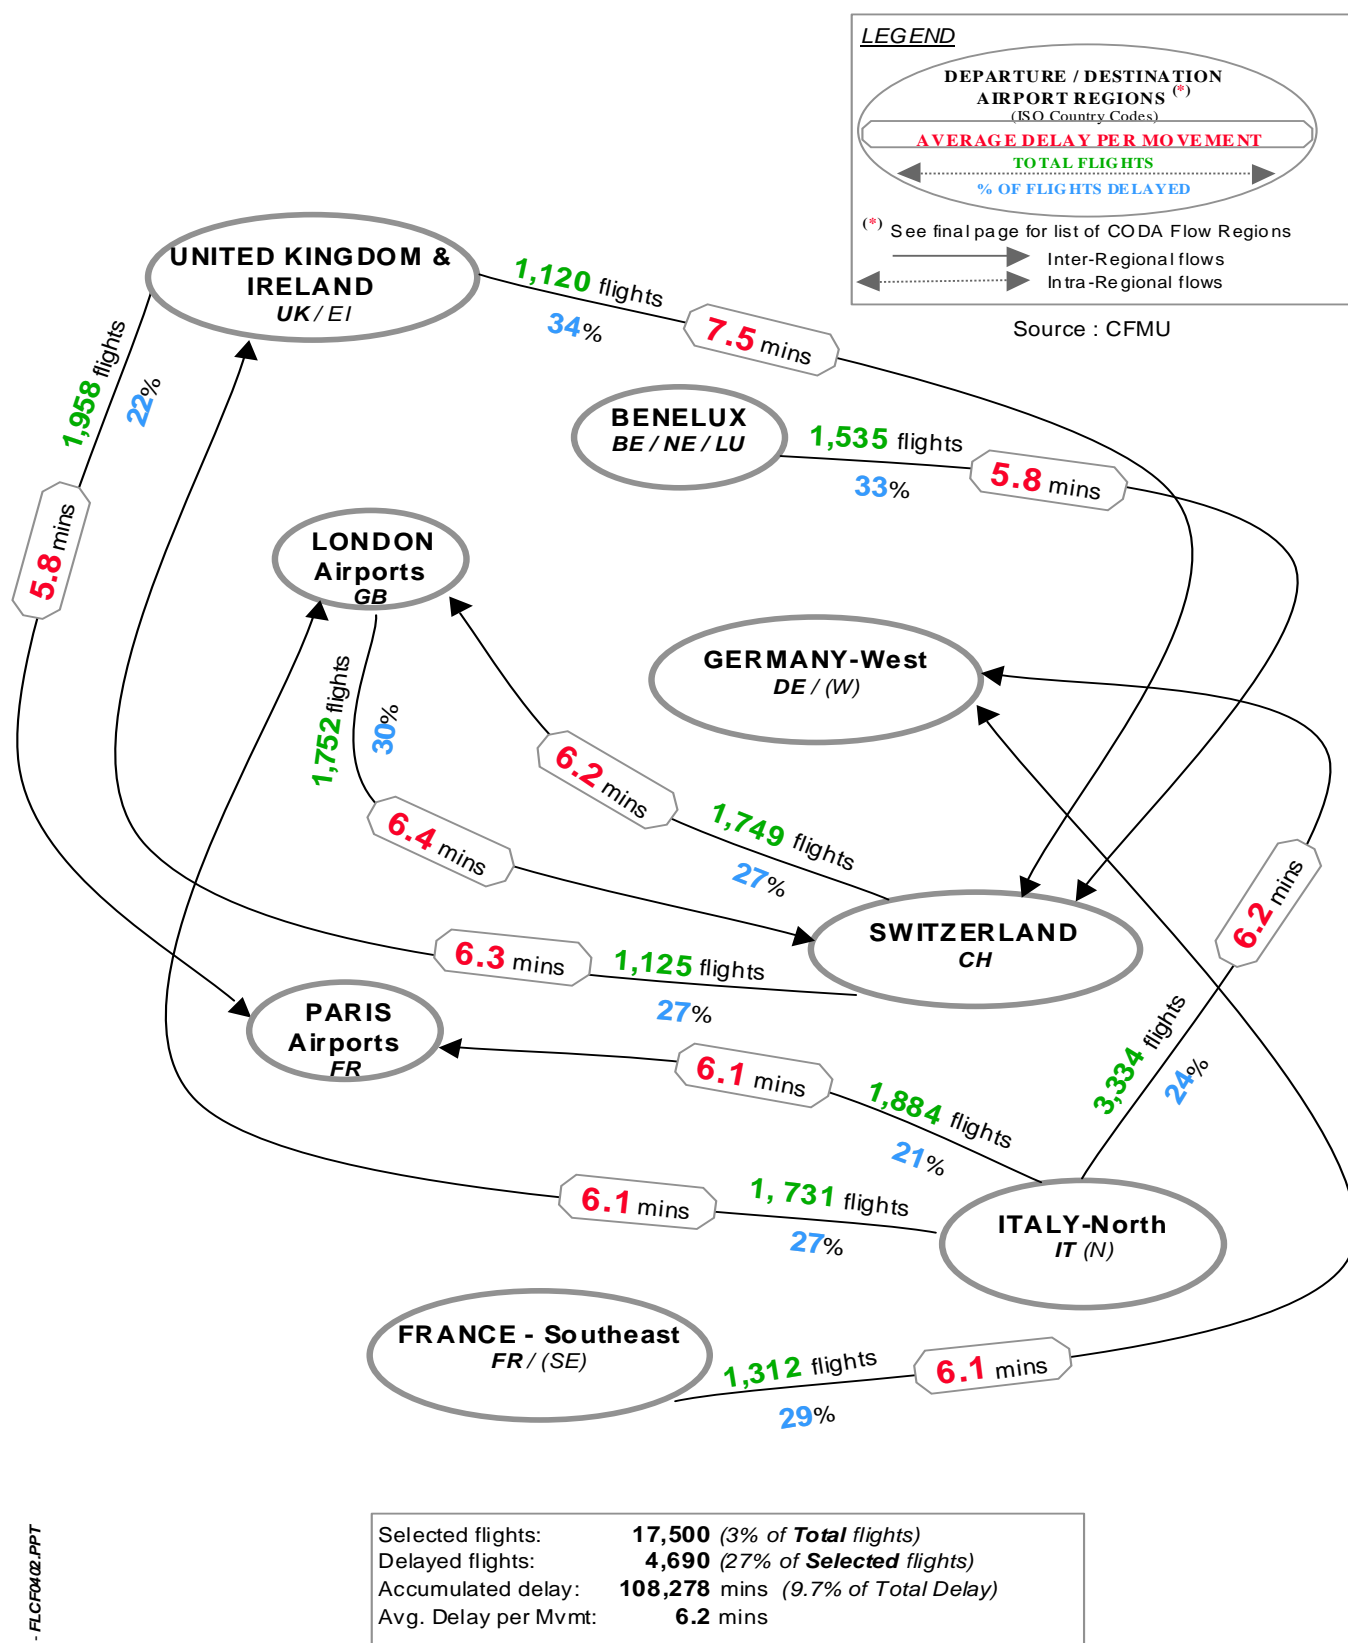 LEGEND
DEPARTURE / DESTINATION
AIRPORT REGIONS (*)
(ISO Country Codes)
AVERAGE DELAY PER MOVEMENT
TOTAL FLIGHTS
% OF FLIGHTS DELAYED
(*) See final page for list of CODA Flow Regions
Inter-Regional flows
Intra-Regional flows
Source : CFMU
UNITED KINGDOM &
IRELAND
UK / EI
1,120 flights
34%
7.5 mins
1,958 flights
22%
5.8 mins
BENELUX
BE / NE / LU
1,535 flights
33%
5.8 mins
LONDON
Airports
GB
1,752 flights
30%
6.4 mins
GERMANY-West
DE / (W)
6.2 mins
1,749 flights
27%
SWITZERLAND
CH
6.3 mins
1,125 flights
27%
6.2 mins
3,334 flights
24%
PARIS
Airports
FR
6.1 mins
1,884 flights
21%
6.1 mins
1, 731 flights
27%
ITALY-North
IT (N)
FRANCE - Southeast
FR / (SE)
1,312 flights
29%
6.1 mins
Selected flights: 17,500 (3% of Total flights)
Delayed flights: 4,690 (27% of Selected flights)
Accumulated delay: 108,278 mins (9.7% of Total Delay)
Avg. Delay per Mvmt: 6.2 mins
- FLCF0402.PPT